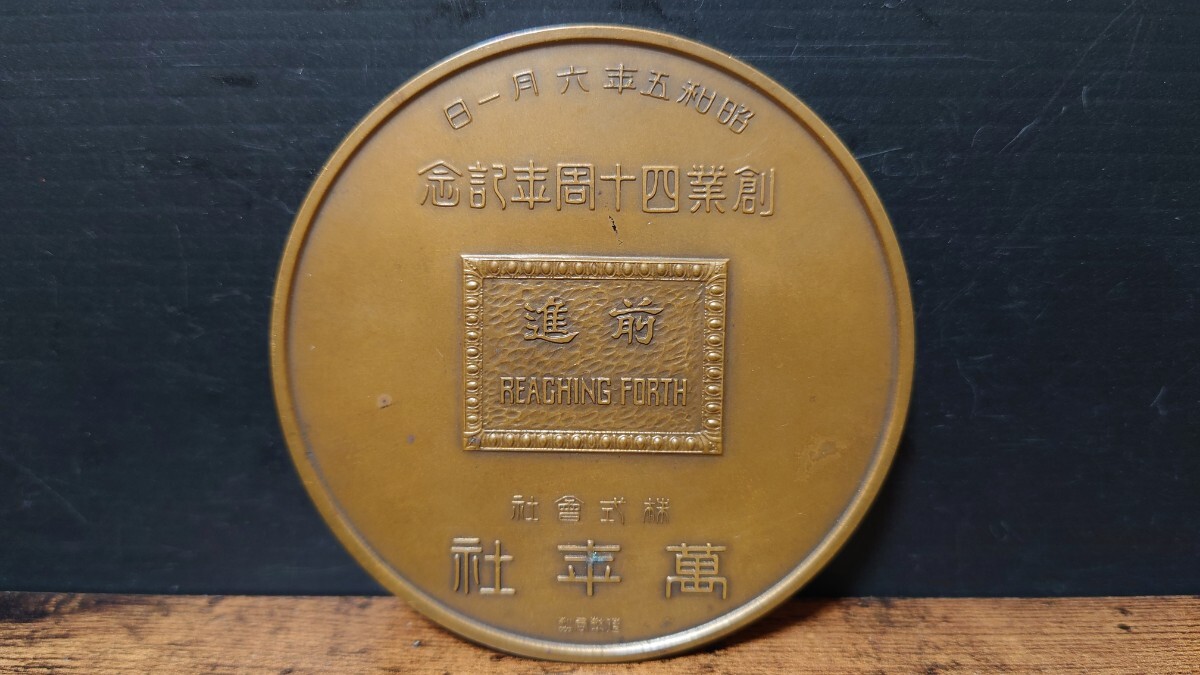 昭和五年六月一日
創業四十周年記念
前進
REACHING FORTH
株式會社
萬年社